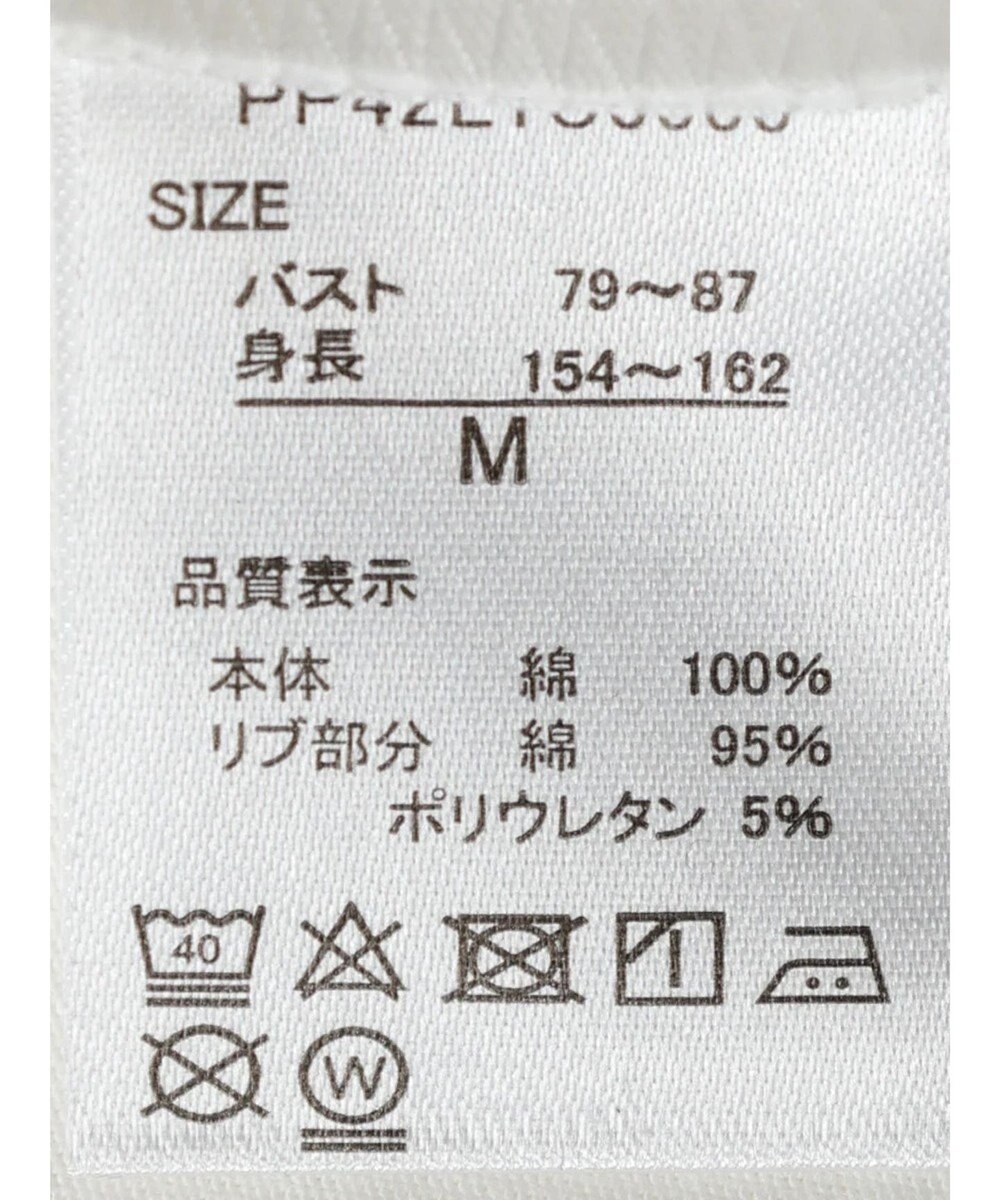 SIZE
バスト 79～87
身長 154～162
M
品質表示
本体 綿 100%
リブ部分 綿 95%
ポリウレタン 5%
40
W